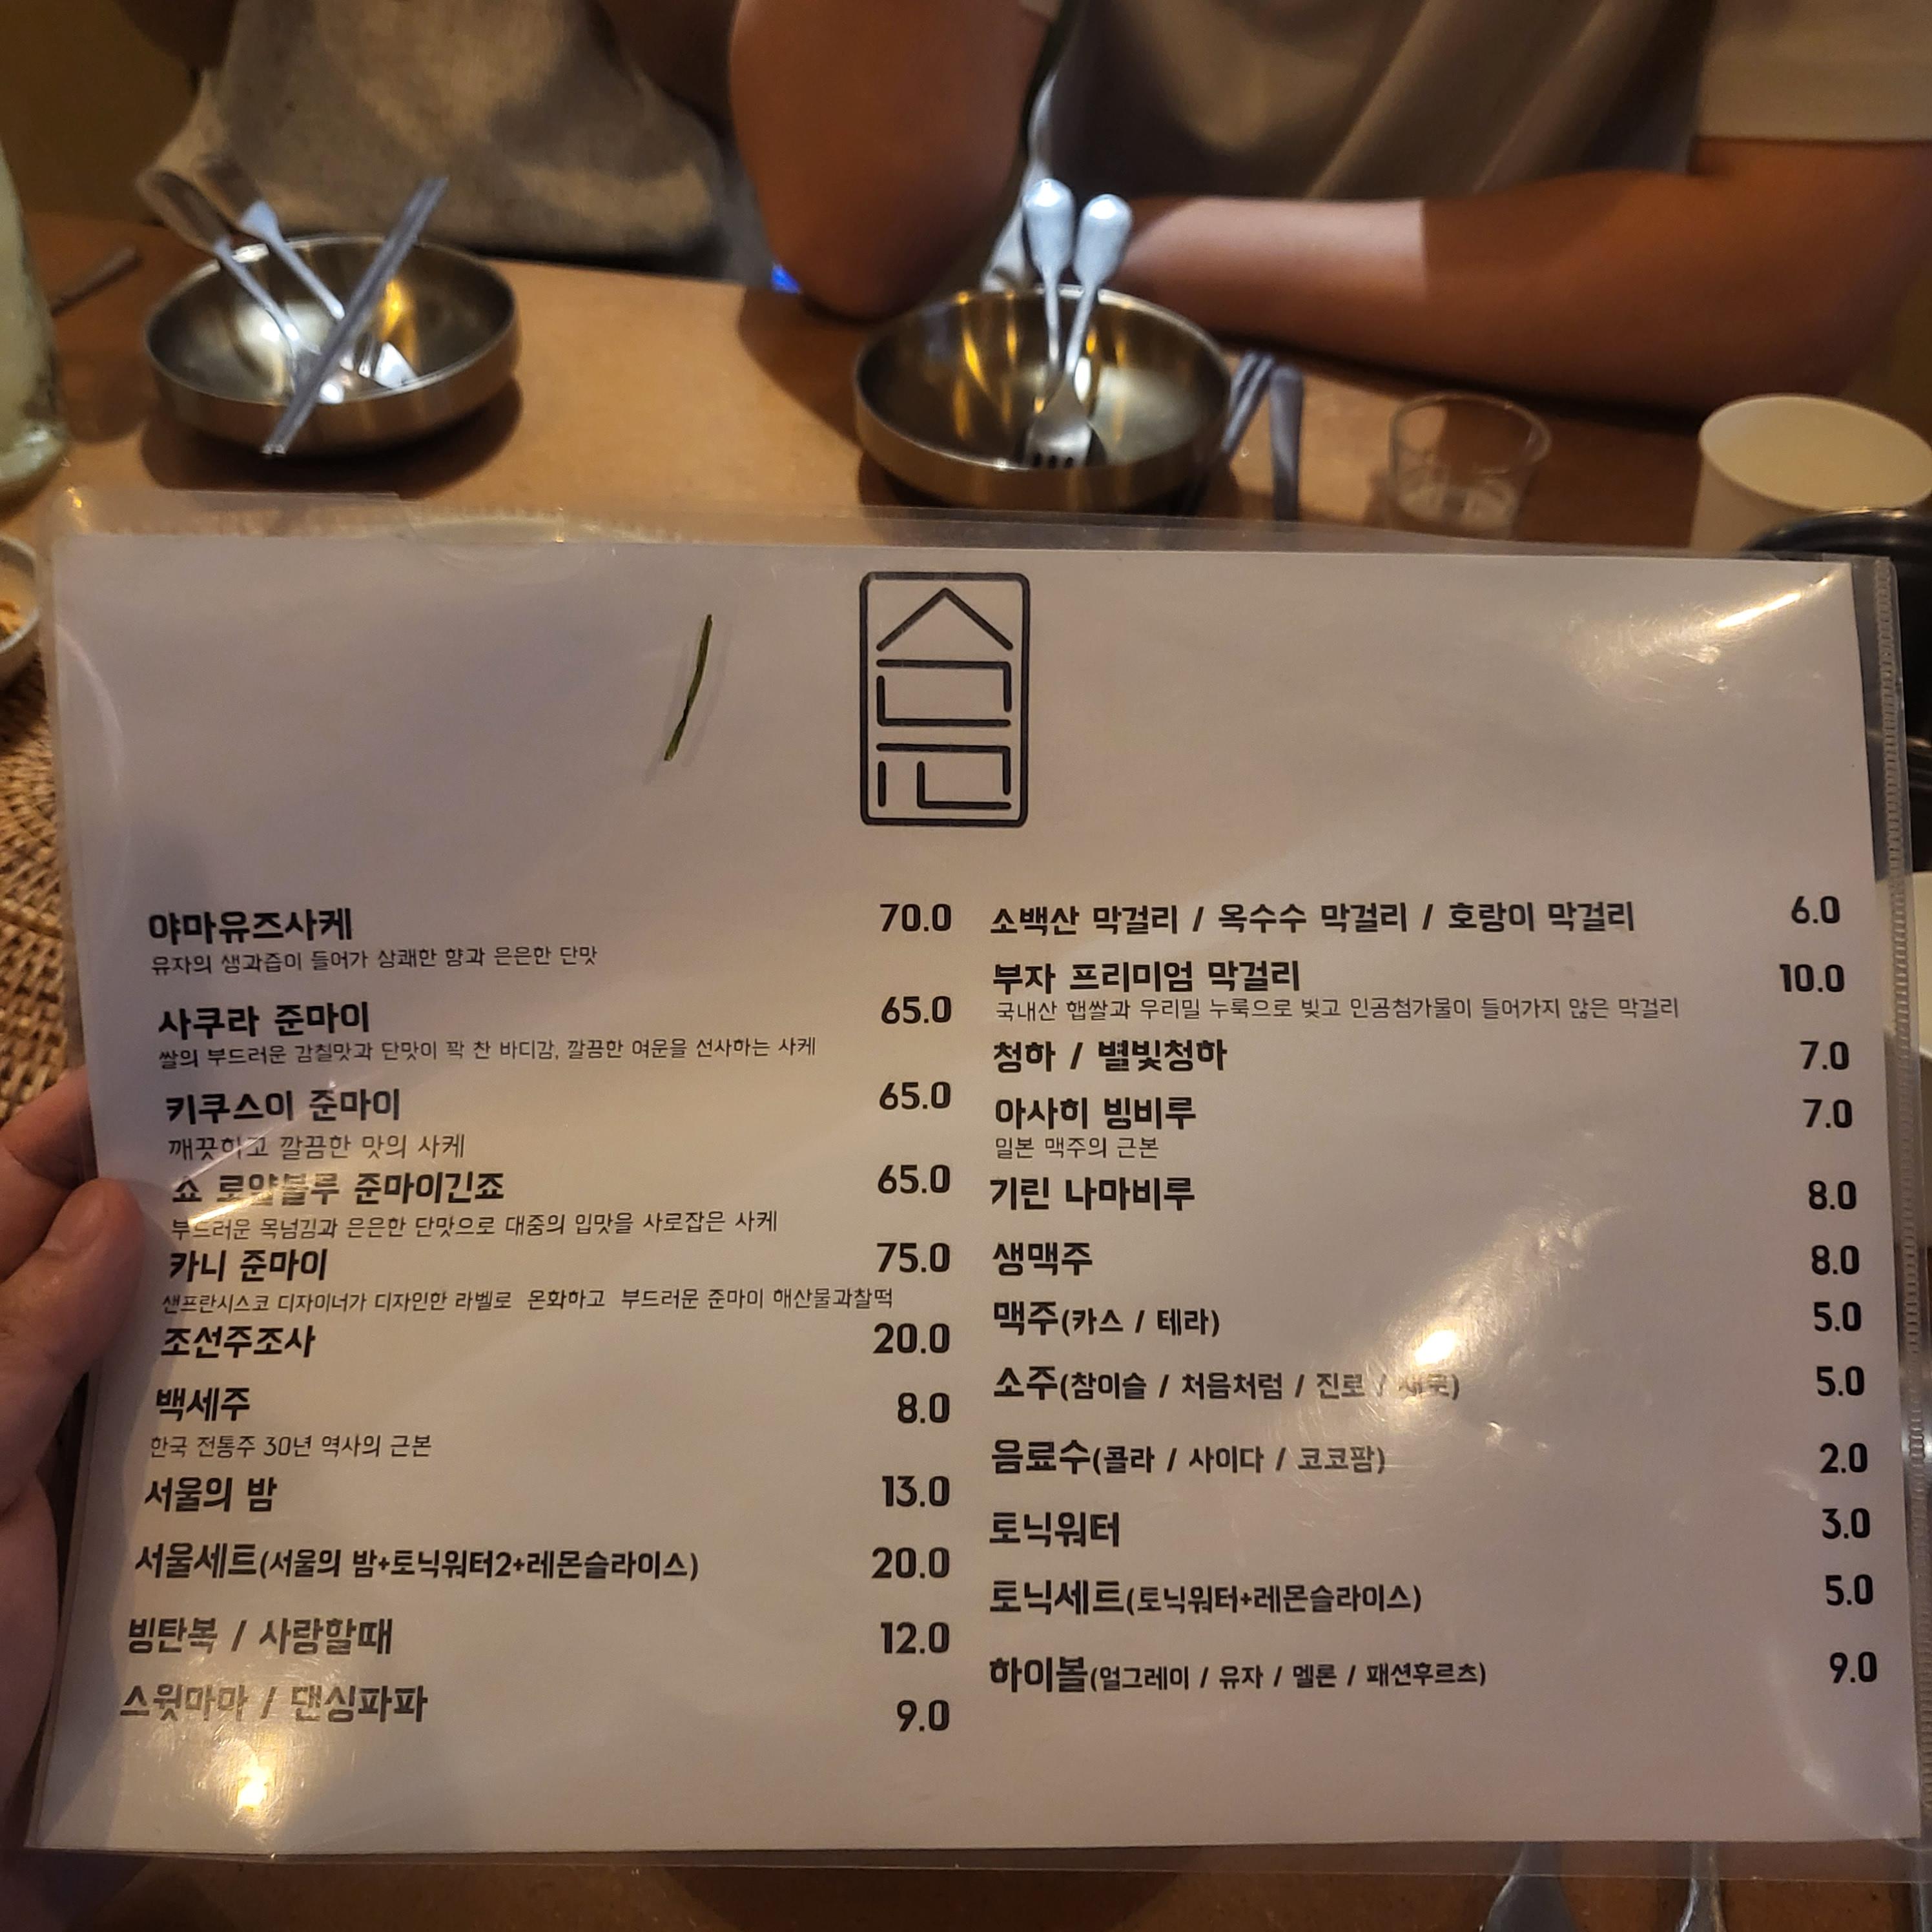 야마유즈사케 70.0
유자의 생과즙이 들어가 상쾌한 향과 은은한 단맛
사쿠라 준마이 65.0
쌀의 부드러운 감칠맛과 단맛이 꽉 찬 바디감, 깔끔한 여운을 선사하는 사케
키쿠스이 준마이 65.0
깨끗하고 깔끔한 맛의 사케
쇼 로얄블루 준마이긴죠 65.0
부드러운 목넘김과 은은한 단맛으로 대중의 입맛을 사로잡은 사케
카니 준마이 75.0
샌프란시스코 디자이너가 디자인한 라벨로 온화하고 부드러운 준마이 해산물과찰떡
조선주조사 20.0
백세주 8.0
한국 전통주 30년 역사의 근본
서울의 밤 13.0
서울세트(서울의 밤+토닉워터2+레몬슬라이스) 20.0
빙탄복 / 사랑할때 12.0
스윗마마 / 댄싱파파 9.0
소백산 막걸리 / 옥수수 막걸리 / 호랑이 막걸리 6.0
부자 프리미엄 막걸리 10.0
국내산 햅쌀과 우리밀 누룩으로 빚고 인공첨가물이 들어가지 않은 막걸리
청하 / 별빛청하 7.0
아사히 빙비루 7.0
일본 맥주의 근본
기린 나마비루 8.0
생맥주 8.0
맥주(카스 / 테라) 5.0
소주(참이슬 / 처음처럼 / 진로 / 새로) 5.0
음료수(콜라 / 사이다 / 코코팜) 2.0
토닉워터 3.0
토닉세트(토닉워터+레몬슬라이스) 5.0
하이볼(얼그레이 / 유자 / 멜론 / 패션후르츠) 9.0